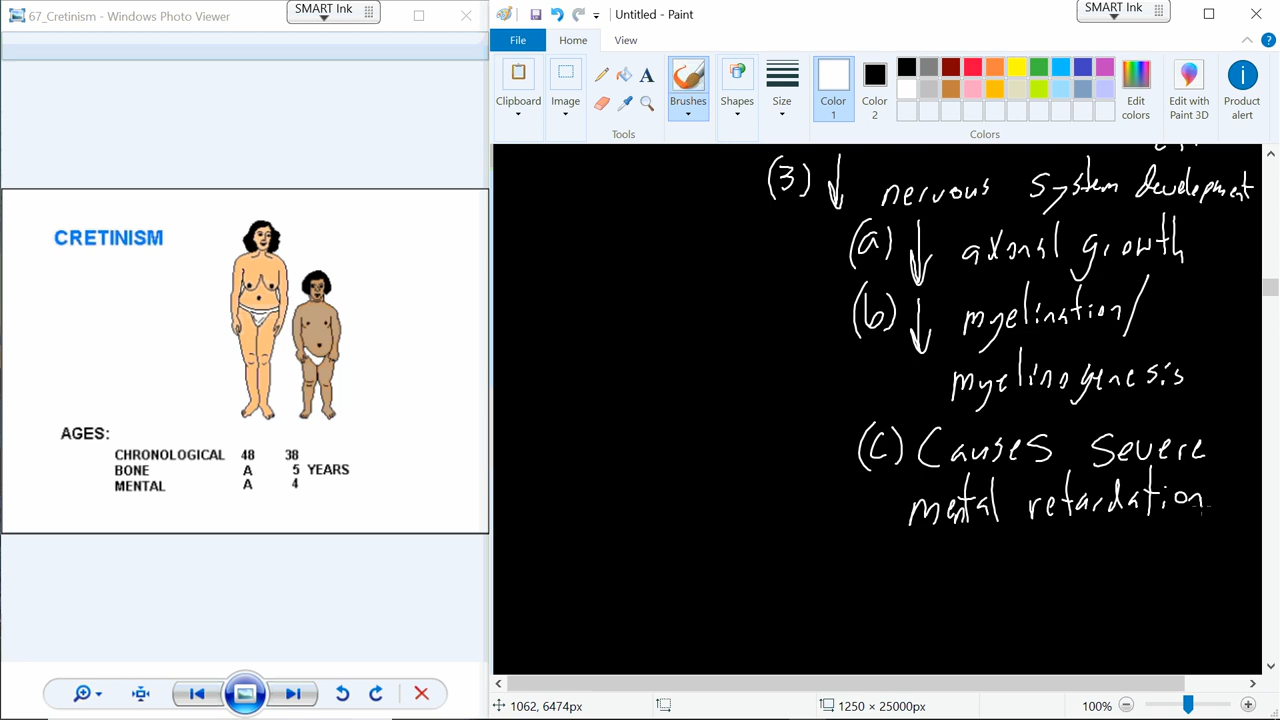 67_Cretinism - Windows Photo Viewer
SMART Ink
CRETINISM
AGES:
CHRONOLOGICAL 48 38
BONE A 5 YEARS
MENTAL A 4
Untitled - Paint
SMART Ink
File Home View
Clipboard
Image
Tools
Brushes
Shapes
Size
Color 1
Color 2
Colors
Edit colors
Edit with Paint 3D
Product alert
(3) ↓ nervous system development
(a) ↓ axonal growth
(b) ↓ myelination/
myelinogenesis
(c) Causes severe
mental retardation
1062, 6474px
1250 × 25000px
100%